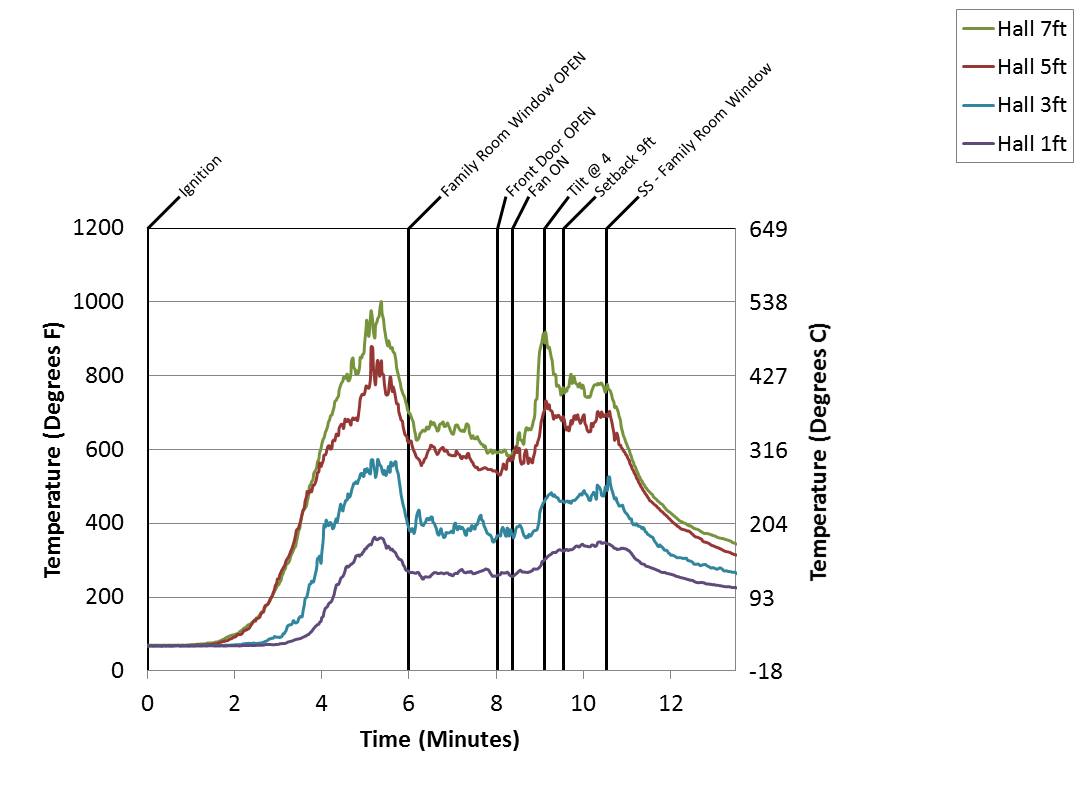 Hall 7ft
Hall 5ft
Hall 3ft
Hall 1ft
Ignition
Family Room Window OPEN
Front Door OPEN
Fan ON
Tilt @ 4
Setback 9ft
SS - Family Room Window
1200
1000
800
600
400
200
0
Temperature (Degrees F)
649
538
427
316
204
93
-18
Temperature (Degrees C)
0 2 4 6 8 10 12
Time (Minutes)